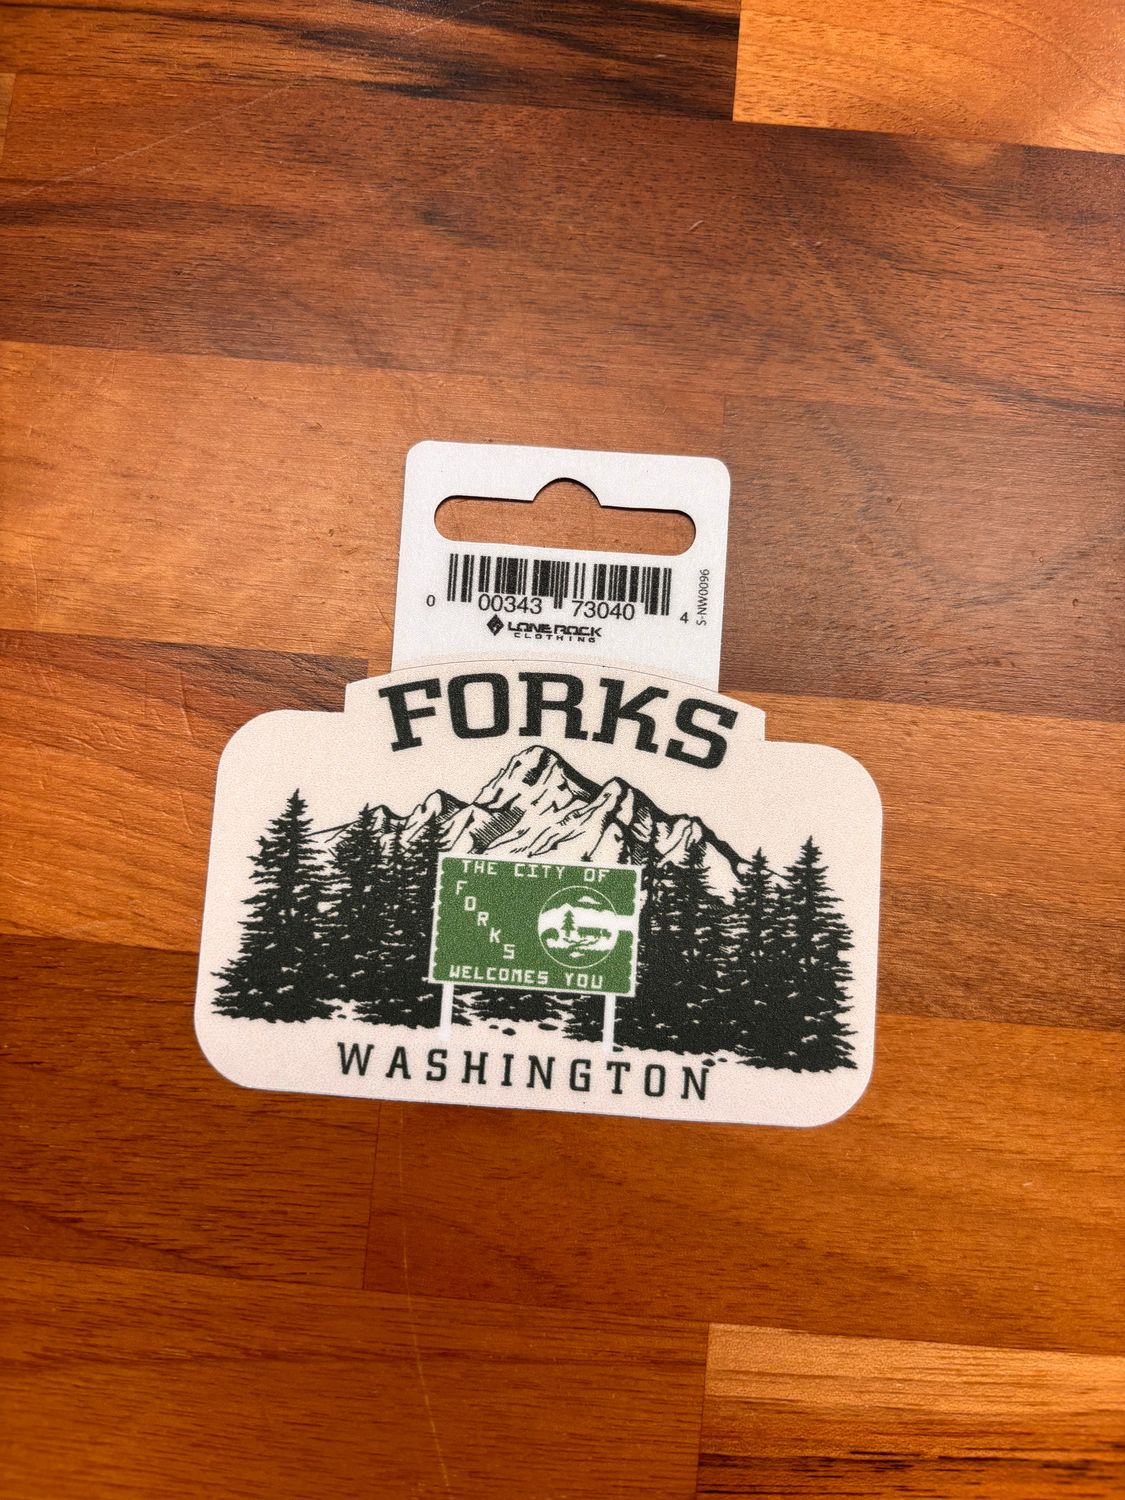 0 00343 73040 4
S-NW0096
LONE ROCK
CLOTHING
FORKS
THE CITY OF
FORKS
WELCOMES YOU
WASHINGTON